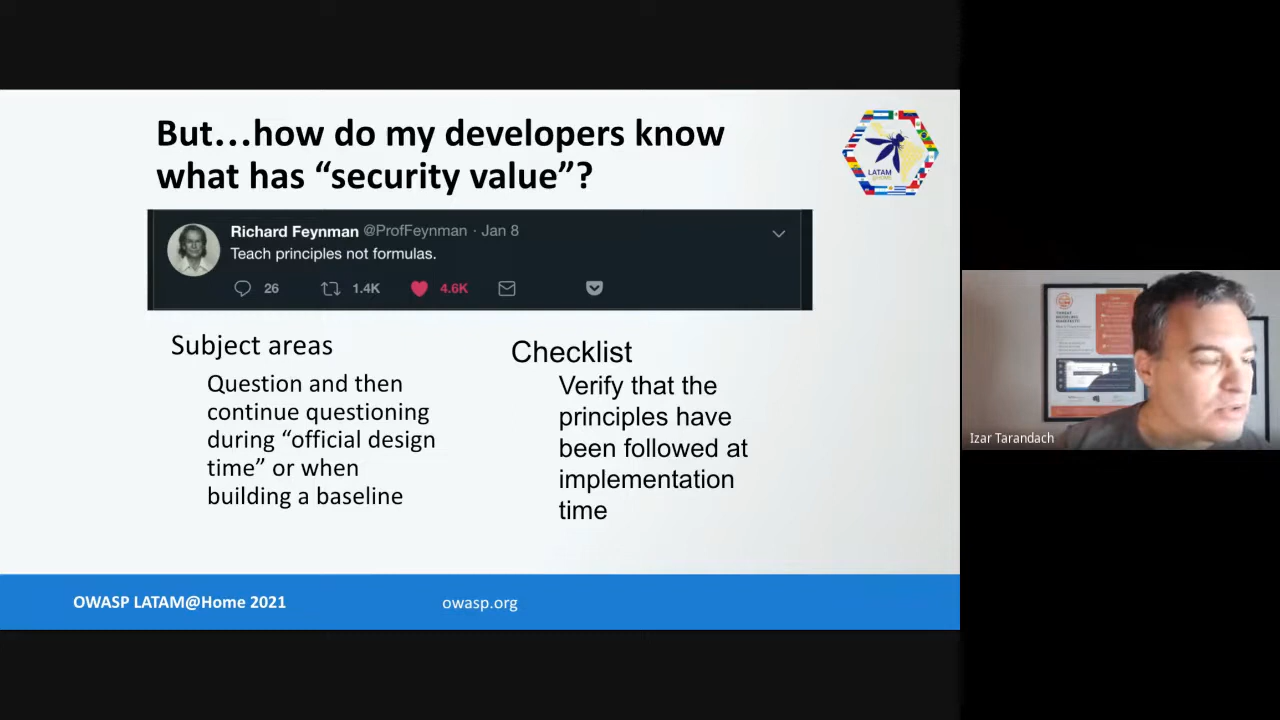 But…how do my developers know
what has “security value”?
LATAM
Richard Feynman @ProfFeynman · Jan 8
Teach principles not formulas.
26 1.4K 4.6K
Subject areas
Question and then
continue questioning
during “official design
time” or when
building a baseline
Checklist
Verify that the
principles have
been followed at
implementation
time
OWASP LATAM@Home 2021
owasp.org
Izar Tarandach